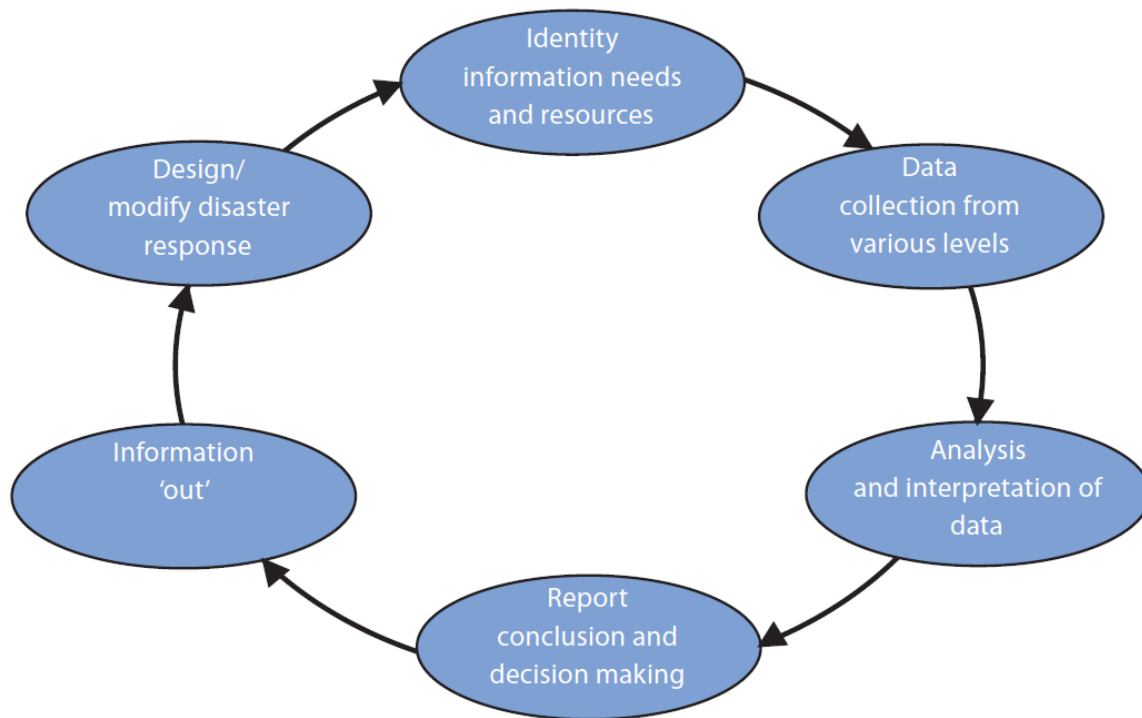 Identity
information needs
and resources
Data
collection from
various levels
Analysis
and interpretation of
data
Report
conclusion and
decision making
Information
‘out’
Design/
modify disaster
response